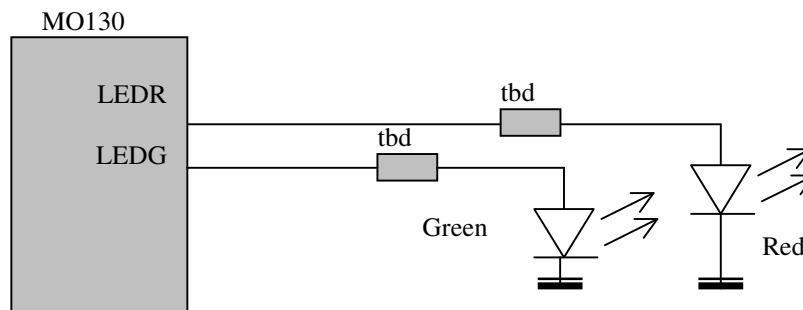 MO130
LEDR
tbd
LEDG
tbd
Green
Red